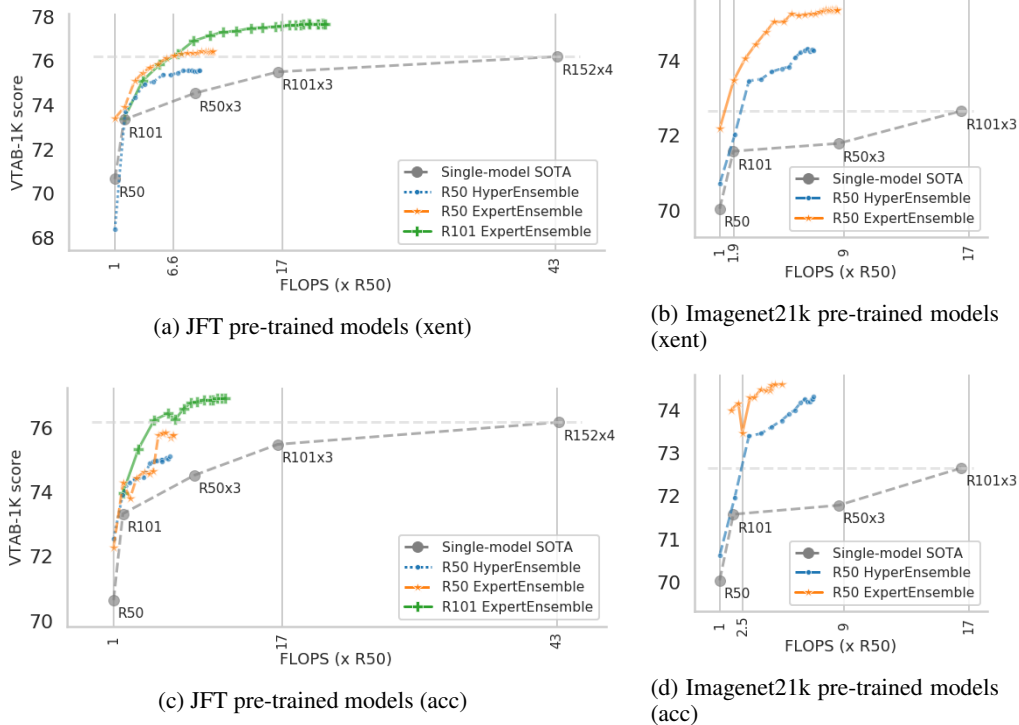 78
76
74
72
70
68
VTAB-1K score
R50
R101
R50x3
R101x3
R152x4
Single-model SOTA
R50 HyperEnsemble
R50 ExpertEnsemble
R101 ExpertEnsemble
1
6.6
17
43
FLOPS (x R50)
(a) JFT pre-trained models (xent)
74
72
70
R50
R101
R50x3
R101x3
Single-model SOTA
R50 HyperEnsemble
R50 ExpertEnsemble
1
1.9
9
17
FLOPS (x R50)
(b) Imagenet21k pre-trained models
(xent)
76
74
72
70
VTAB-1K score
R50
R101
R50x3
R101x3
R152x4
Single-model SOTA
R50 HyperEnsemble
R50 ExpertEnsemble
R101 ExpertEnsemble
1
17
43
FLOPS (x R50)
(c) JFT pre-trained models (acc)
74
73
72
71
70
R50
R101
R50x3
R101x3
Single-model SOTA
R50 HyperEnsemble
R50 ExpertEnsemble
1
2.5
9
17
FLOPS (x R50)
(d) Imagenet21k pre-trained models
(acc)